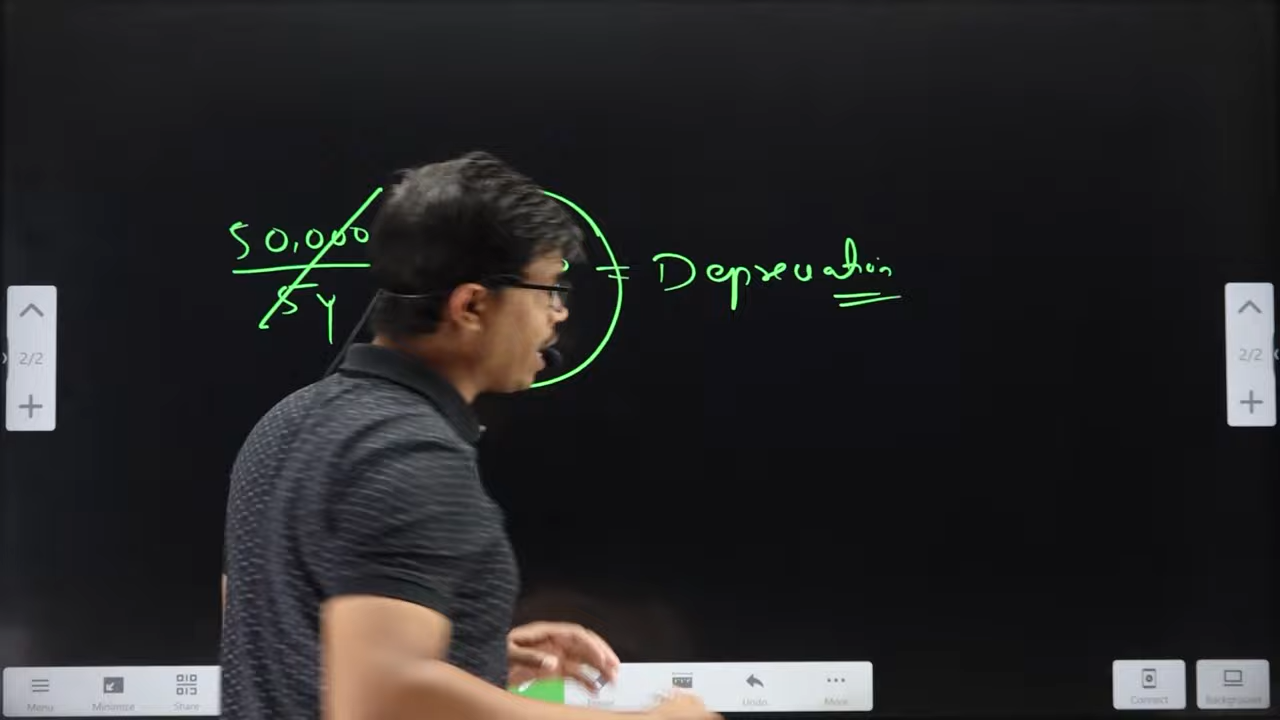 50,000
5Y
= Depreciation
2/2
2/2
Menu
Minimise
Share
Undo
More
Connect
Background